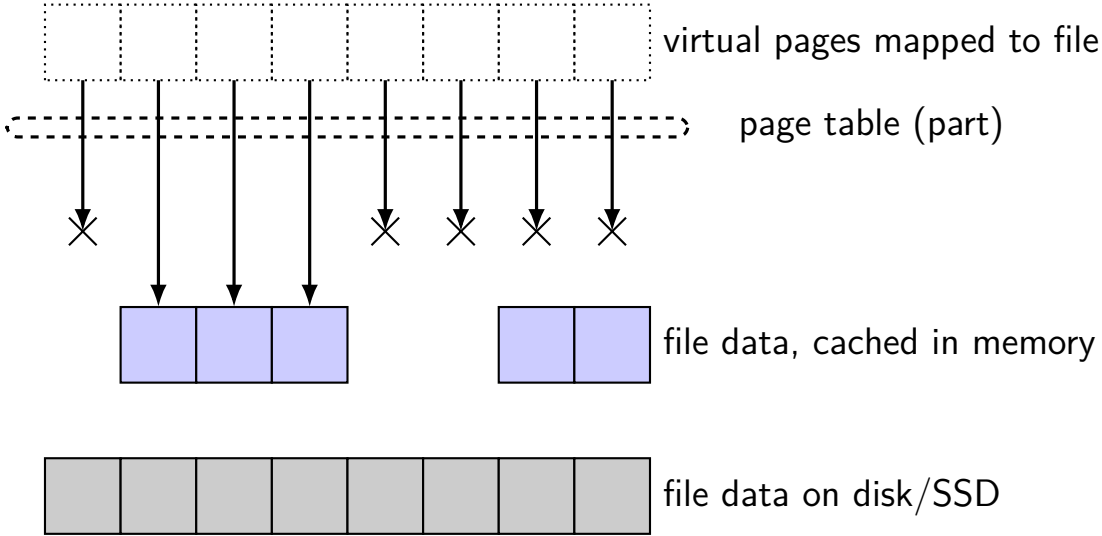 virtual pages mapped to file
page table (part)
file data, cached in memory
file data on disk/SSD